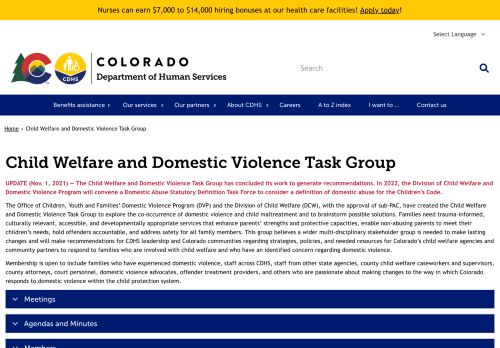 Nurses can earn $7,000 to $14,000 hiring bonuses at our health care facilities! Apply today!
Select Language
CDHS
COLORADO
Department of Human Services
Search
Benefits assistance
Our services
Our partners
About CDHS
Careers
A to Z index
I want to ...
Contact us
Home › Child Welfare and Domestic Violence Task Group
Child Welfare and Domestic Violence Task Group
UPDATE (Nov. 1, 2021) — The Child Welfare and Domestic Violence Task Group has concluded its work to generate recommendations. In 2022, the Division of Child Welfare and
Domestic Violence Program will convene a Domestic Abuse Statutory Definition Task Force to consider a definition of domestic abuse for the Children's Code.
The Office of Children, Youth and Families' Domestic Violence Program (DVP) and the Division of Child Welfare (DCW), with the approval of sub-PAC, have created the Child Welfare
and Domestic Violence Task Group to explore the co-occurrence of domestic violence and child maltreatment and to brainstorm possible solutions. Families need trauma-informed,
culturally relevant, accessible, and developmentally appropriate services that enhance parents' strengths and protective capacities, enable non-abusing parents to meet their
children's needs, hold offenders accountable, and address safety for all family members. This group believes a wider multi-disciplinary stakeholder group is needed to make lasting
changes and will make recommendations for CDHS leadership and Colorado communities regarding strategies, policies, and needed resources for Colorado's child welfare agencies and
community partners to respond to families who are involved with child welfare and who have an identified concern regarding domestic violence.
Membership is open to include families who have experienced domestic violence, staff across CDHS, staff from other state agencies, county child welfare caseworkers and supervisors,
county attorneys, court personnel, domestic violence advocates, offender treatment providers, and others who are passionate about making changes to the way in which Colorado
responds to domestic violence within the child protection system.
Meetings
Agendas and Minutes
Members